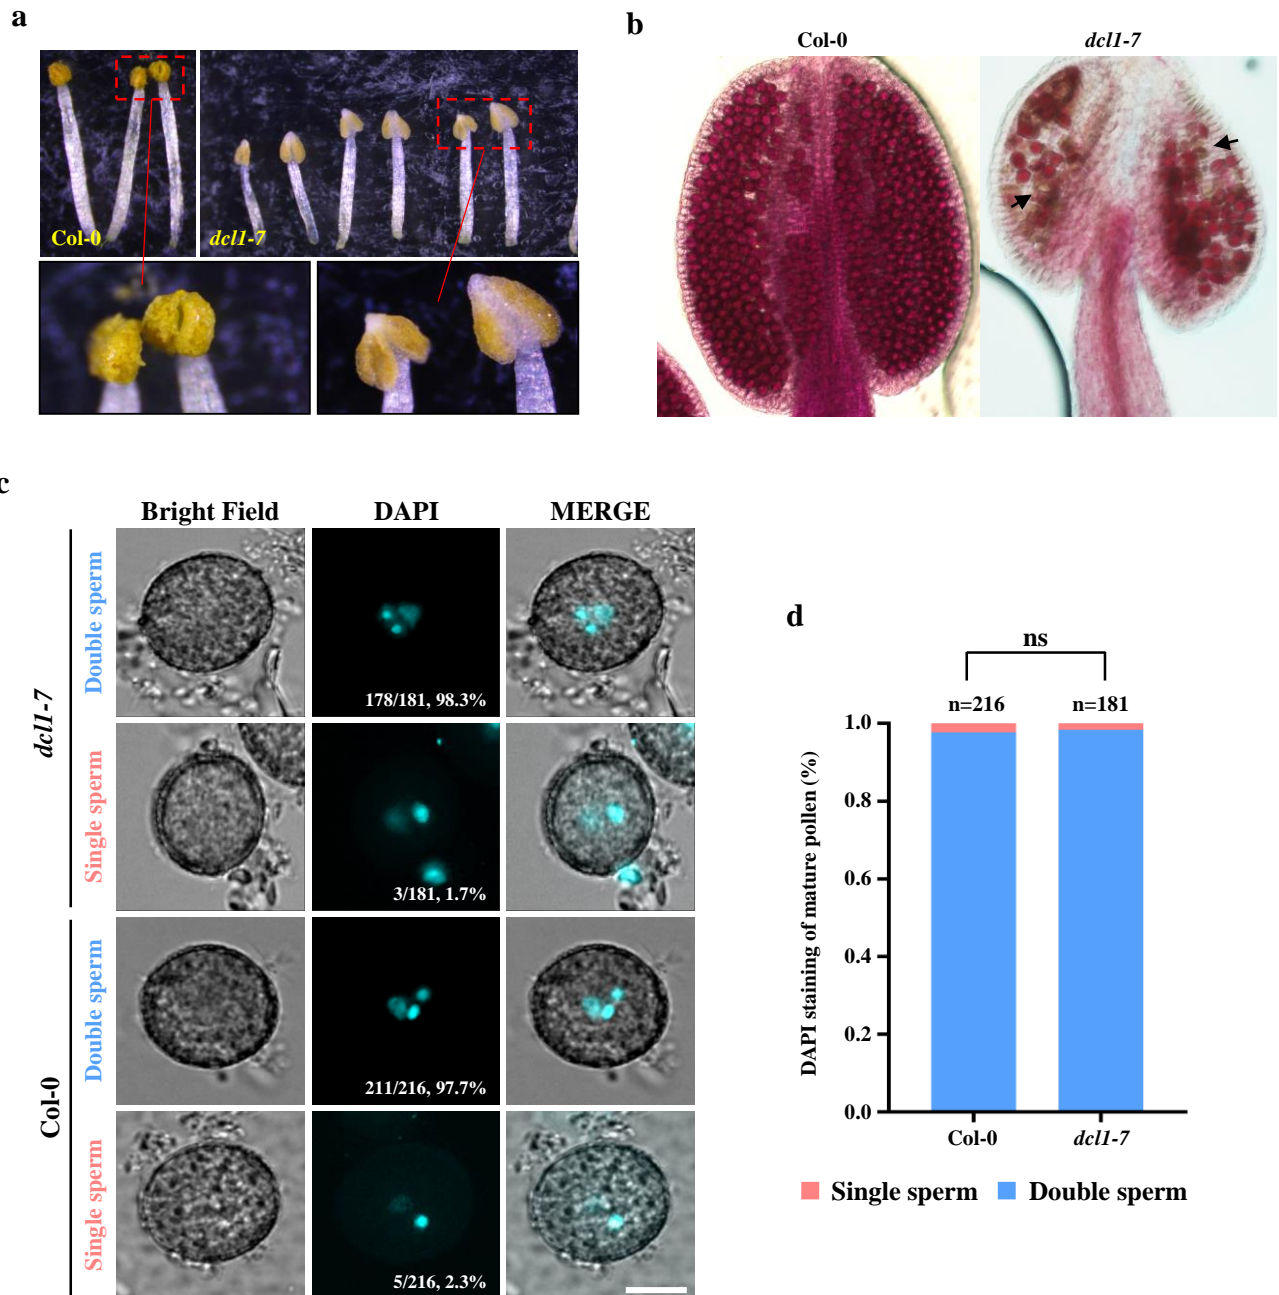 a
Col-0
dcl1-7
b
Col-0
dcl1-7
c
Bright Field
DAPI
MERGE
dcl1-7
Double sperm
178/181, 98.3%
Single sperm
3/181, 1.7%
Col-0
Double sperm
211/216, 97.7%
Single sperm
5/216, 2.3%
d
ns
n=216
n=181
DAPI staining of mature pollen (%)
1.0
0.8
0.6
0.4
0.2
0.0
Col-0
dcl1-7
Single sperm
Double sperm